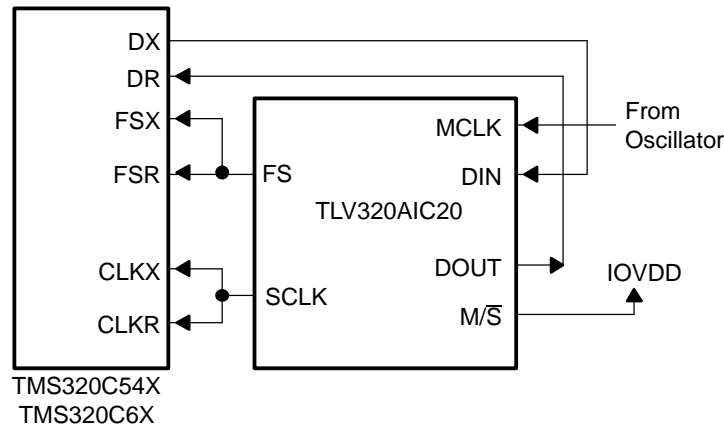 DX
DR
FSX
FSR
CLKX
CLKR
FS
SCLK
TLV320AIC20
MCLK
DIN
DOUT
M/S̅
From
Oscillator
IOVDD
TMS320C54X
TMS320C6X